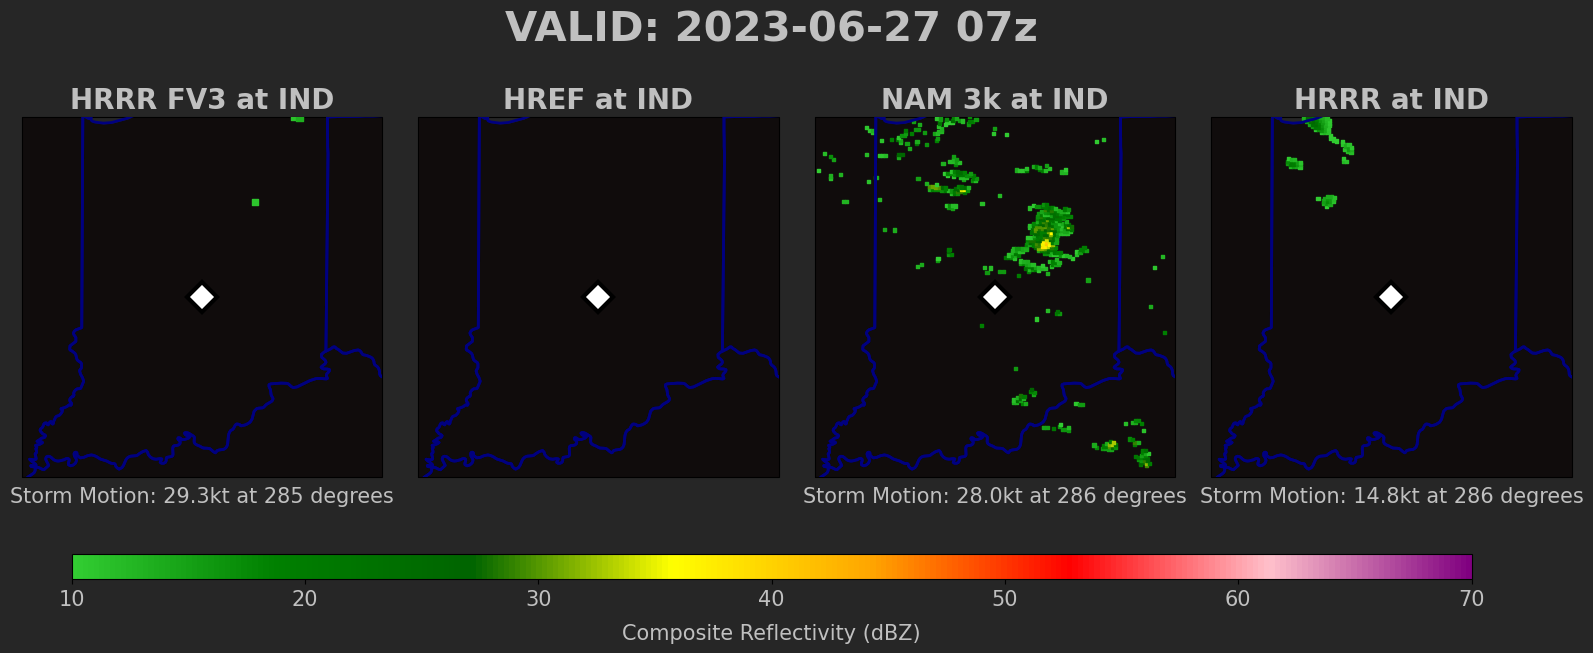 VALID: 2023-06-27 07z
HRRR FV3 at IND
HREF at IND
NAM 3k at IND
HRRR at IND
Storm Motion: 29.3kt at 285 degrees
Storm Motion: 28.0kt at 286 degrees
Storm Motion: 14.8kt at 286 degrees
10 20 30 40 50 60 70
Composite Reflectivity (dBZ)